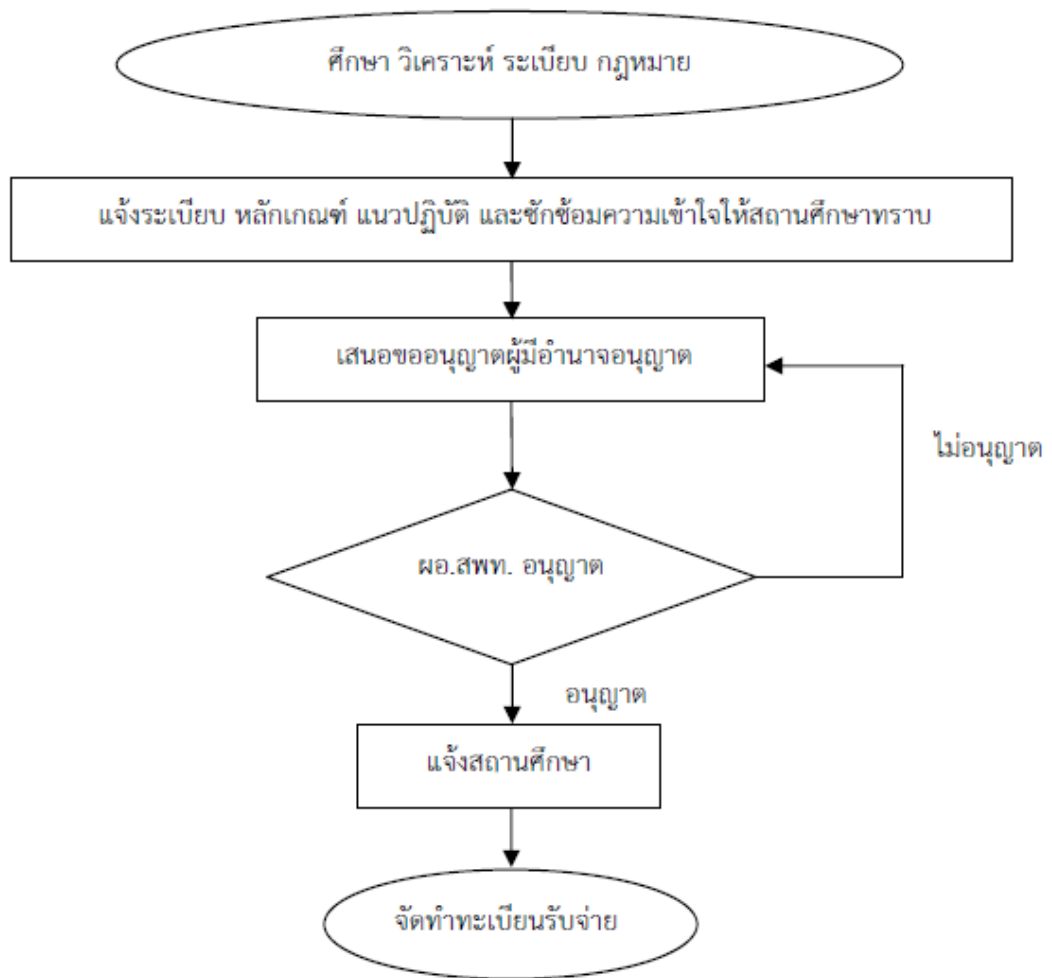 ศึกษา วิเคราะห์ ระเบียบ กฎหมาย
แจ้งระเบียบ หลักเกณฑ์ แนวปฏิบัติ และซักซ้อมความเข้าใจให้สถานศึกษาทราบ
เสนอขออนุญาตผู้มีอำนาจอนุญาต
ไม่อนุญาต
ผอ.สพท. อนุญาต
อนุญาต
แจ้งสถานศึกษา
จัดทำทะเบียนรับจ่าย